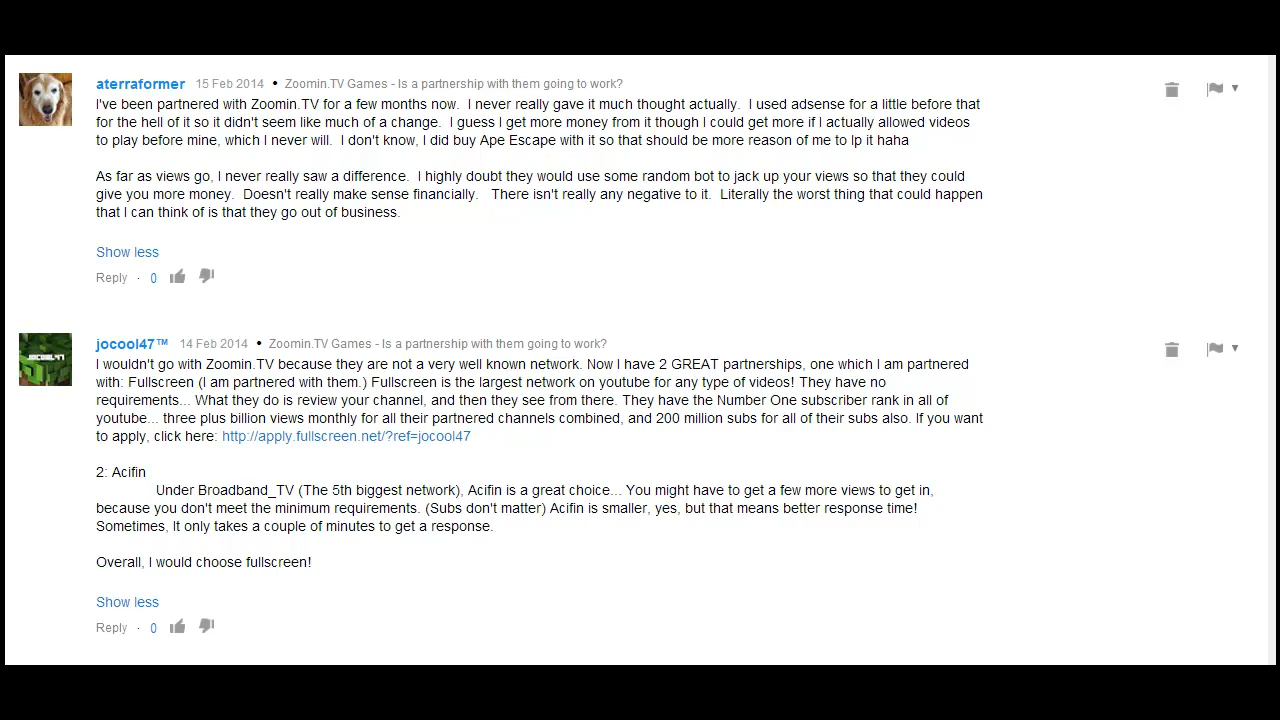 aterraformer 15 Feb 2014 • Zoomin.TV Games - Is a partnership with them going to work?
I've been partnered with Zoomin.TV for a few months now. I never really gave it much thought actually. I used adsense for a little before that
for the hell of it so it didn't seem like much of a change. I guess I get more money from it though I could get more if I actually allowed videos
to play before mine, which I never will. I don't know, I did buy Ape Escape with it so that should be more reason of me to lp it haha
As far as views go, I never really saw a difference. I highly doubt they would use some random bot to jack up your views so that they could
give you more money. Doesn't really make sense financially. There isn't really any negative to it. Literally the worst thing that could happen
that I can think of is that they go out of business.
Show less
Reply · 0
jocool47™ 14 Feb 2014 • Zoomin.TV Games - Is a partnership with them going to work?
JOCOOL47
I wouldn't go with Zoomin.TV because they are not a very well known network. Now I have 2 GREAT partnerships, one which I am partnered
with: Fullscreen (I am partnered with them.) Fullscreen is the largest network on youtube for any type of videos! They have no
requirements... What they do is review your channel, and then they see from there. They have the Number One subscriber rank in all of
youtube... three plus billion views monthly for all their partnered channels combined, and 200 million subs for all of their subs also. If you want
to apply, click here: http://apply.fullscreen.net/?ref=jocool47
2: Acifin
Under Broadband_TV (The 5th biggest network), Acifin is a great choice... You might have to get a few more views to get in,
because you don't meet the minimum requirements. (Subs don't matter) Acifin is smaller, yes, but that means better response time!
Sometimes, It only takes a couple of minutes to get a response.
Overall, I would choose fullscreen!
Show less
Reply · 0